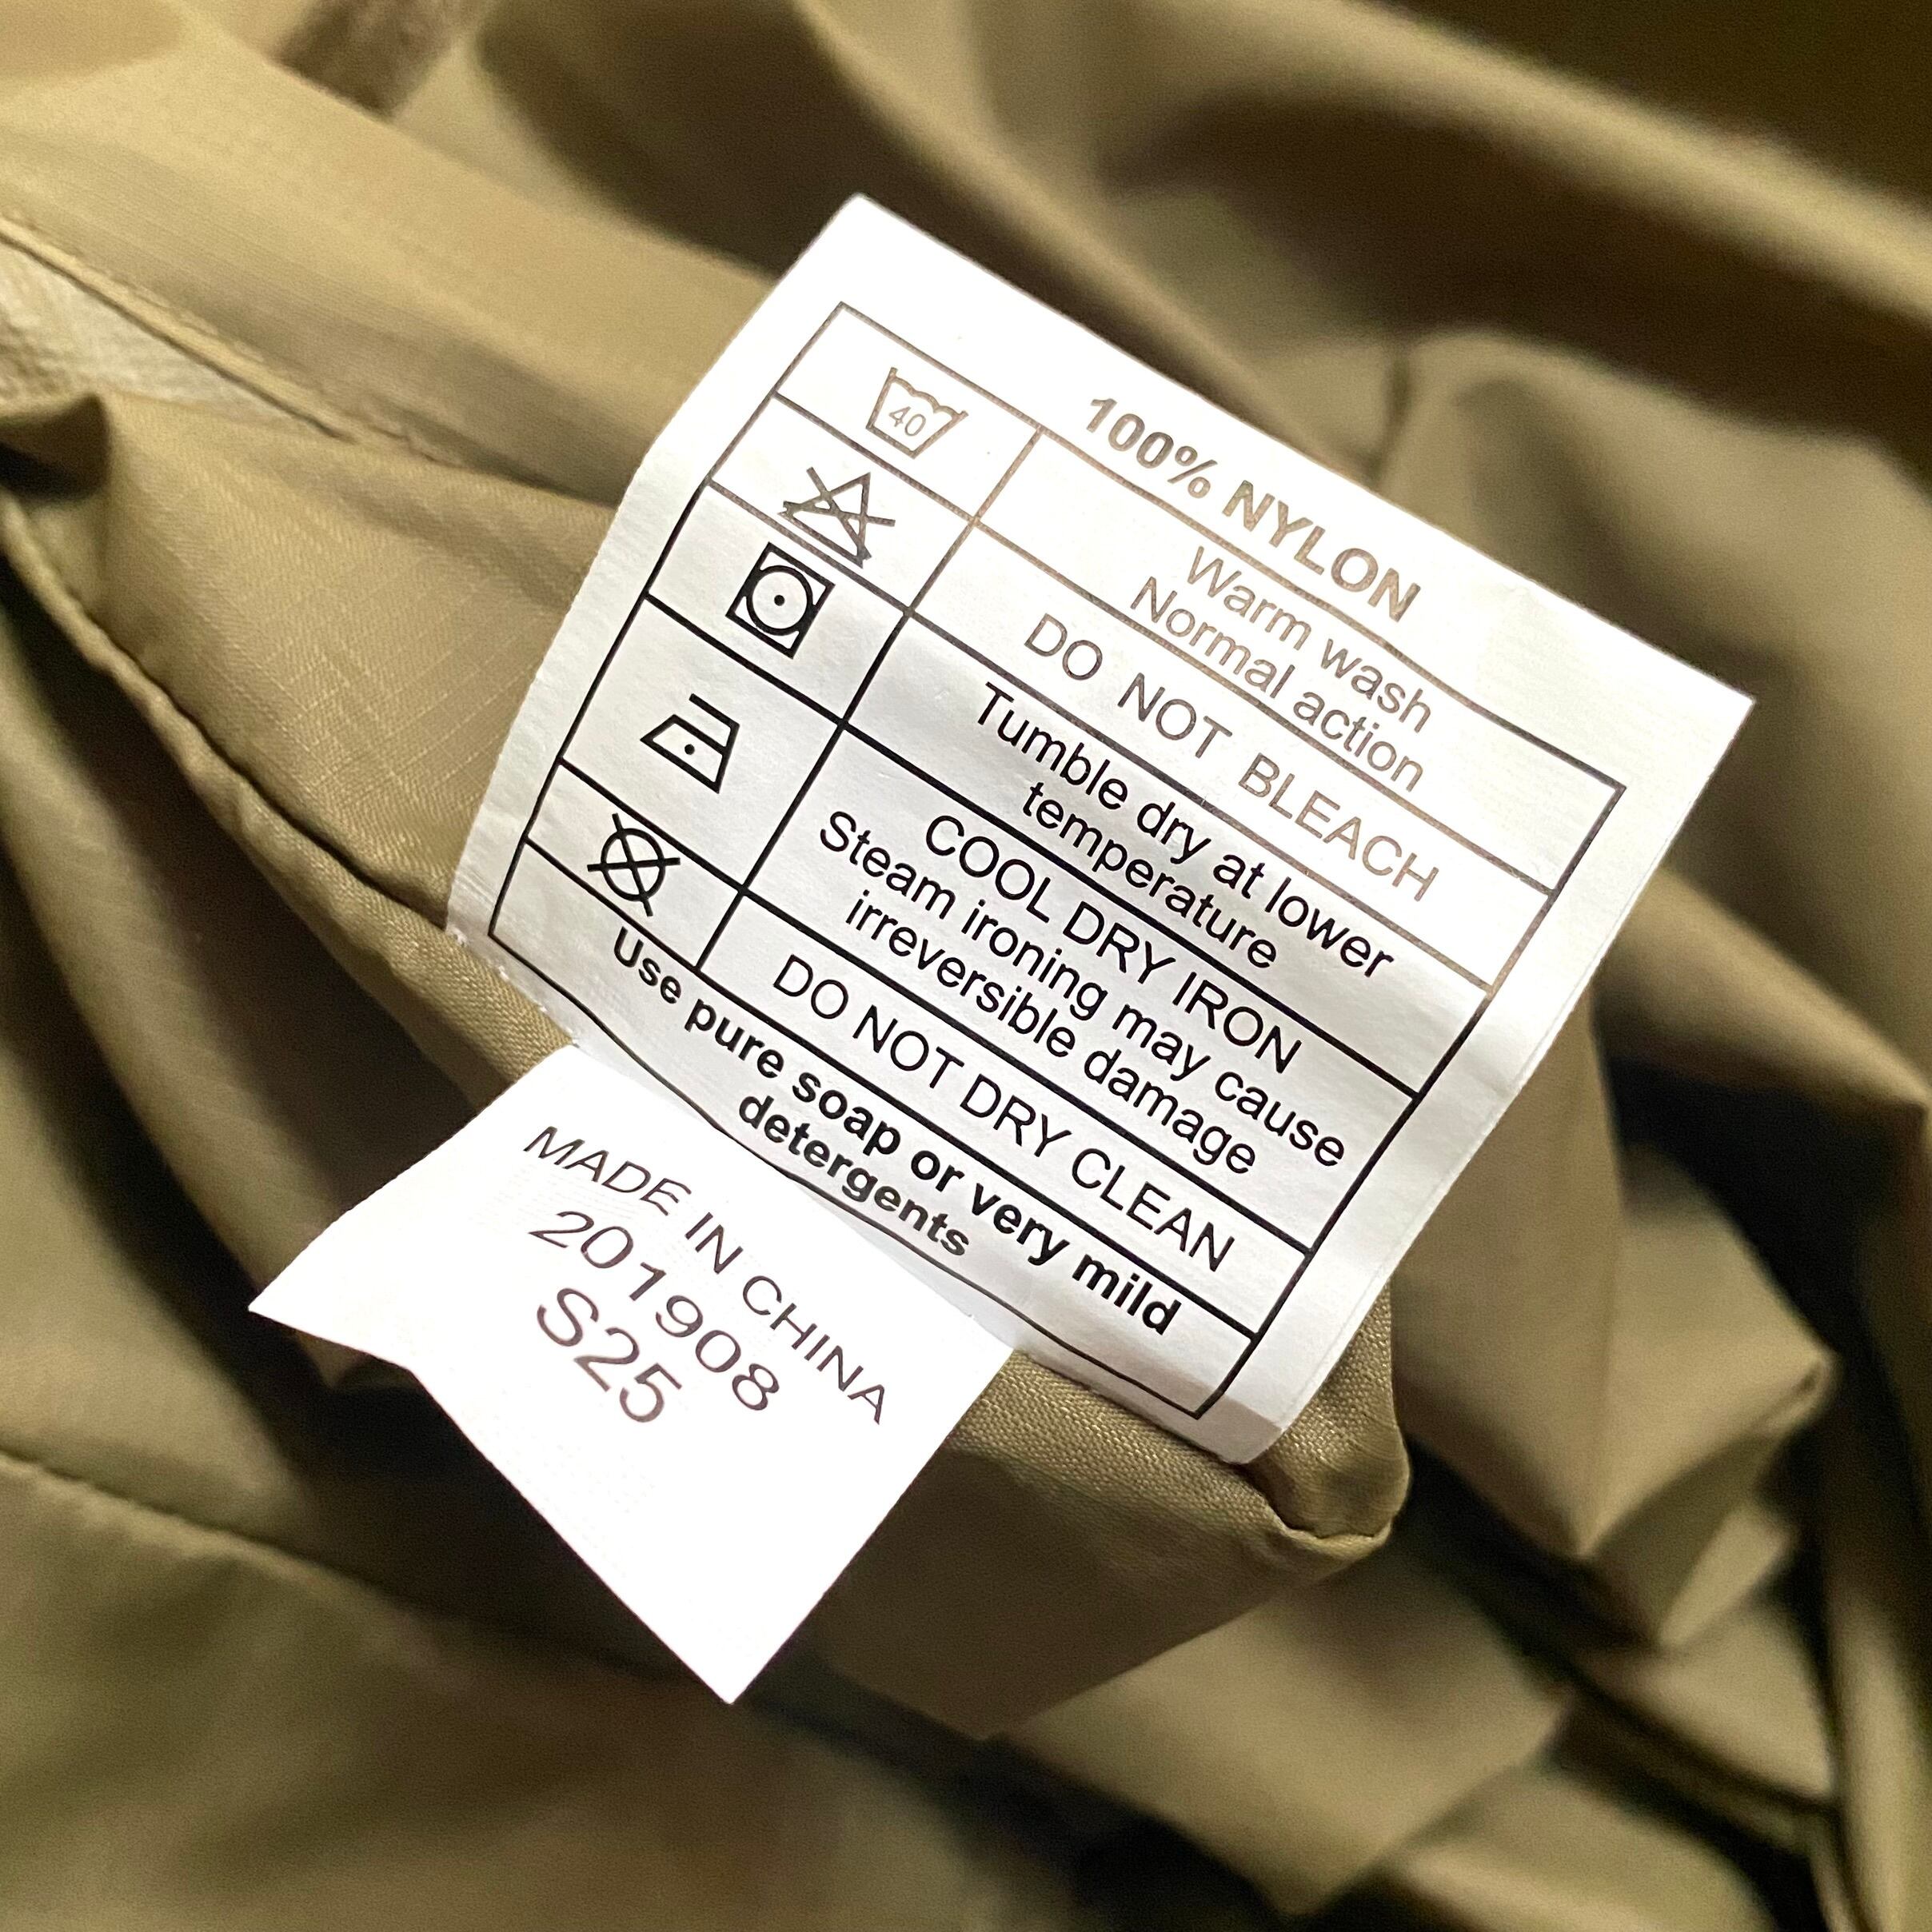 100% NYLON
40
Warm wash
Normal action
DO NOT BLEACH
Tumble dry at lower
temperature
COOL DRY IRON
Steam ironing may cause
irreversible damage
DO NOT DRY CLEAN
Use pure soap or very mild
detergents
MADE IN CHINA
201908
S25